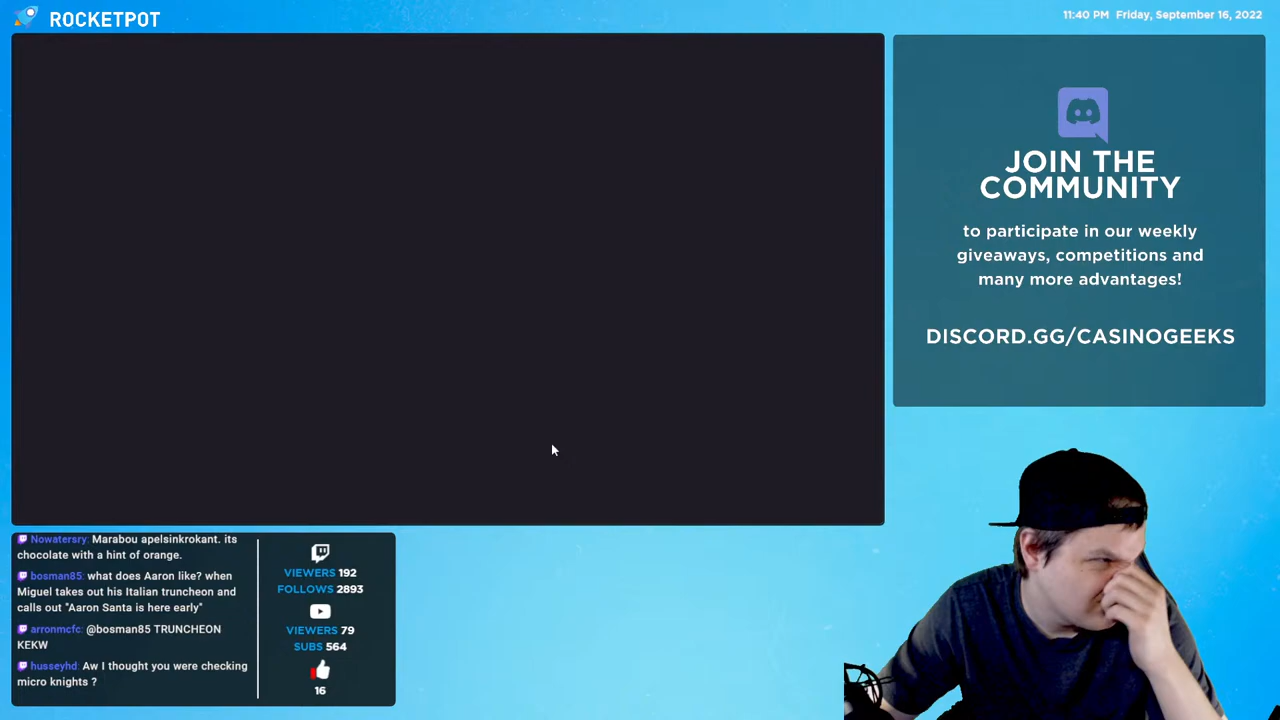 ROCKETPOT
11:40 PM Friday, September 16, 2022
JOIN THE
COMMUNITY
to participate in our weekly
giveaways, competitions and
many more advantages!
DISCORD.GG/CASINOGEEKS
Nowatersry: Marabou apelsinkrokant. its
chocolate with a hint of orange.
bosman85: what does Aaron like? when
Miguel takes out his Italian truncheon and
calls out "Aaron Santa is here early"
arronmcfc: @bosman85 TRUNCHEON
KEKW
husseyhd: Aw I thought you were checking
micro knights ?
VIEWERS 192
FOLLOWS 2893
VIEWERS 79
SUBS 564
16